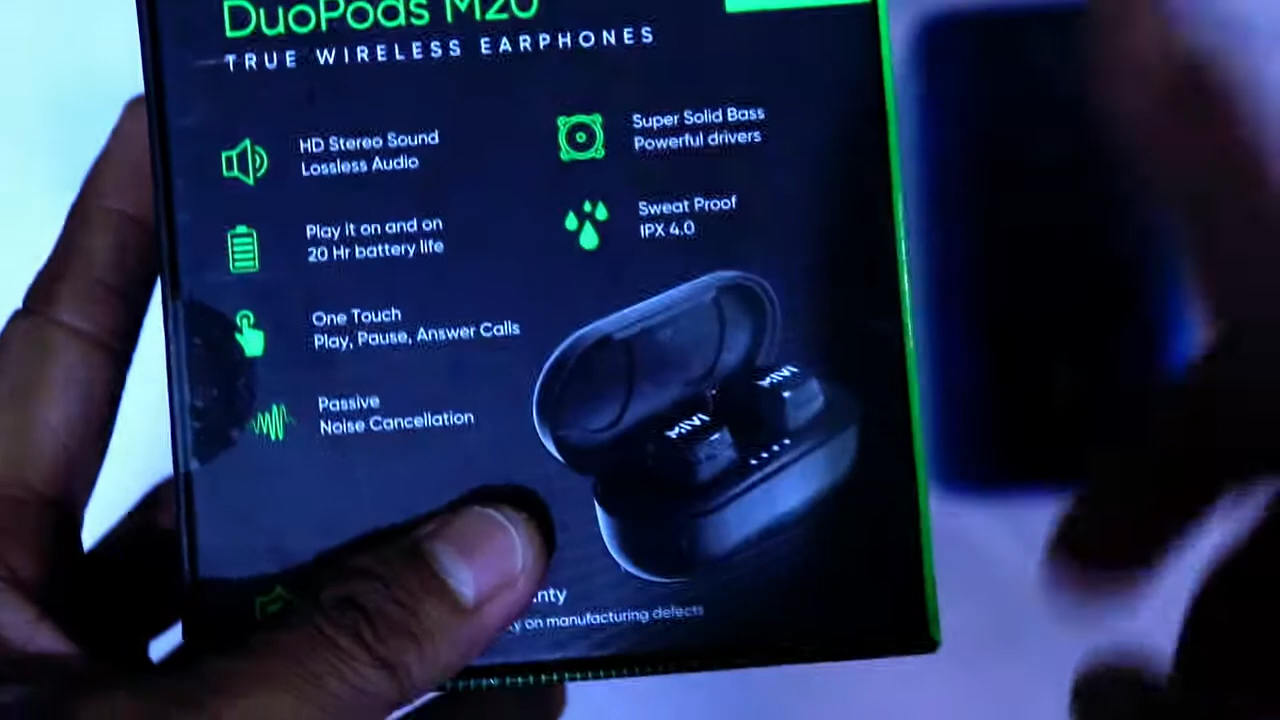 DuoPods M20
TRUE WIRELESS EARPHONES
HD Stereo Sound
Lossless Audio
Super Solid Bass
Powerful drivers
Play it on and on
20 Hr battery life
Sweat Proof
IPX 4.0
One Touch
Play, Pause, Answer Calls
Passive
Noise Cancellation
MIVI
MIVI
on manufacturing defects